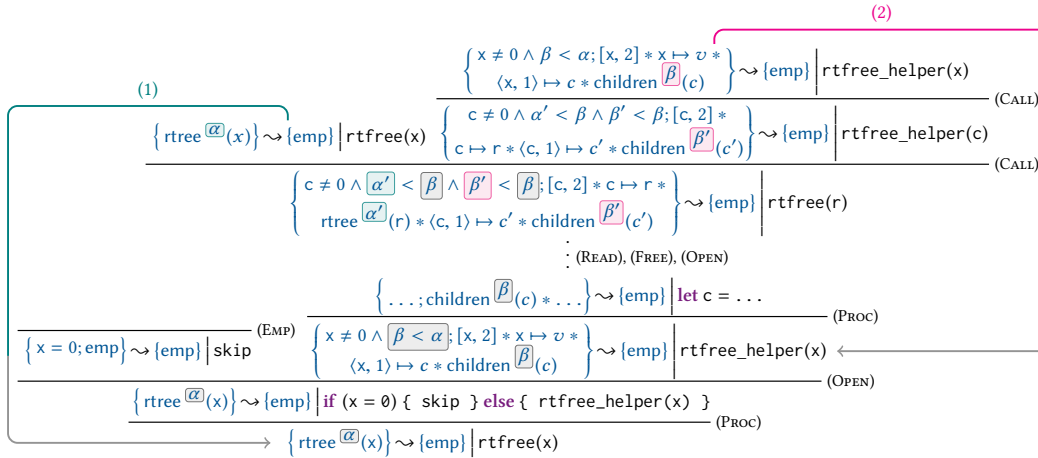 (2)
{ x ≠ 0 ∧ β < α; [x, 2] ∗ x ↦ v ∗
⟨x, 1⟩ ↦ c ∗ children^β(c) } ⤳ {emp} | rtfree_helper(x)
(Call)
(1)
{ rtree^α(x) } ⤳ {emp} | rtfree(x)
{ c ≠ 0 ∧ α′ < β ∧ β′ < β; [c, 2] ∗
c ↦ r ∗ ⟨c, 1⟩ ↦ c′ ∗ children^β′(c′) } ⤳ {emp} | rtfree_helper(c)
(Call)
{ c ≠ 0 ∧ α′ < β ∧ β′ < β; [c, 2] ∗ c ↦ r ∗
rtree^α′(r) ∗ ⟨c, 1⟩ ↦ c′ ∗ children^β′(c′) } ⤳ {emp} | rtfree(r)
(Read), (Free), (Open)
{ ...; children^β(c) ∗ ... } ⤳ {emp} | let c = ...
(Proc)
(Emp)
{ x = 0; emp } ⤳ {emp} | skip
{ x ≠ 0 ∧ β < α; [x, 2] ∗ x ↦ v ∗
⟨x, 1⟩ ↦ c ∗ children^β(c) } ⤳ {emp} | rtfree_helper(x)
(Open)
{ rtree^α(x) } ⤳ {emp} | if (x = 0) { skip } else { rtfree_helper(x) }
(Proc)
{ rtree^α(x) } ⤳ {emp} | rtfree(x)